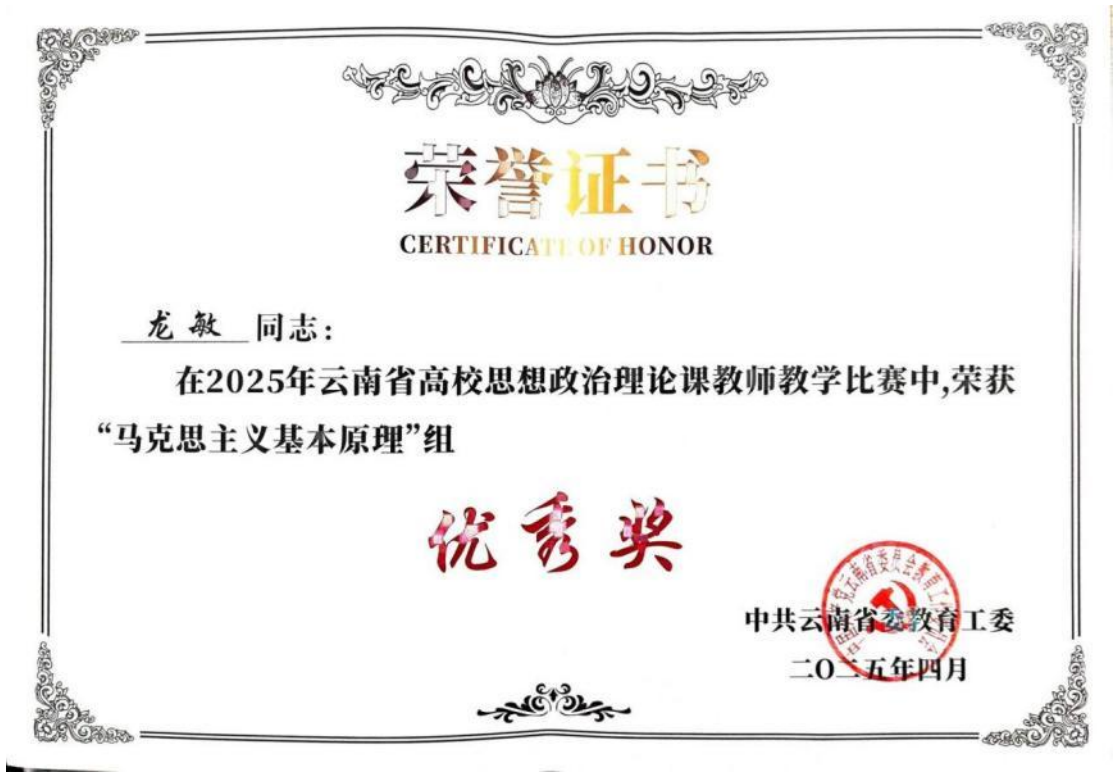 荣誉证书
CERTIFICATE OF HONOR
龙敏 同志:
在2025年云南省高校思想政治理论课教师教学比赛中,荣获
“马克思主义基本原理”组
优秀奖
中共云南省委教育工委
二〇二五年四月